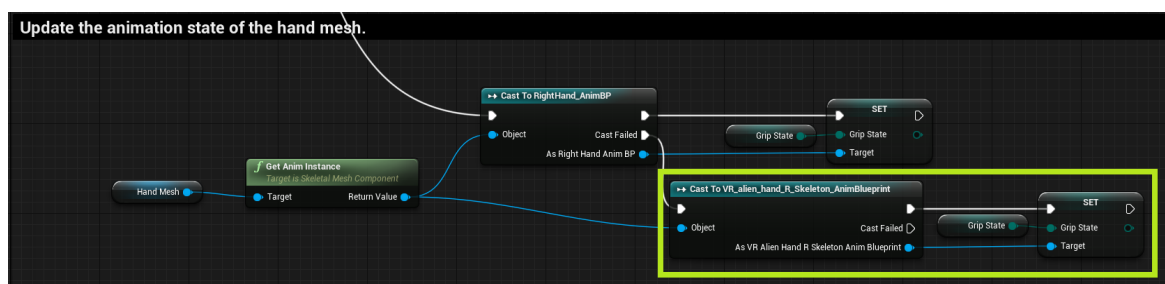 Update the animation state of the hand mesh.
Cast To RightHand_AnimBP
Object
Cast Failed
As Right Hand Anim BP
SET
Grip State
Grip State
Target
f Get Anim Instance
Target is Skeletal Mesh Component
Hand Mesh
Target
Return Value
Cast To VR_alien_hand_R_Skeleton_AnimBlueprint
Object
Cast Failed
As VR Alien Hand R Skeleton Anim Blueprint
SET
Grip State
Grip State
Target